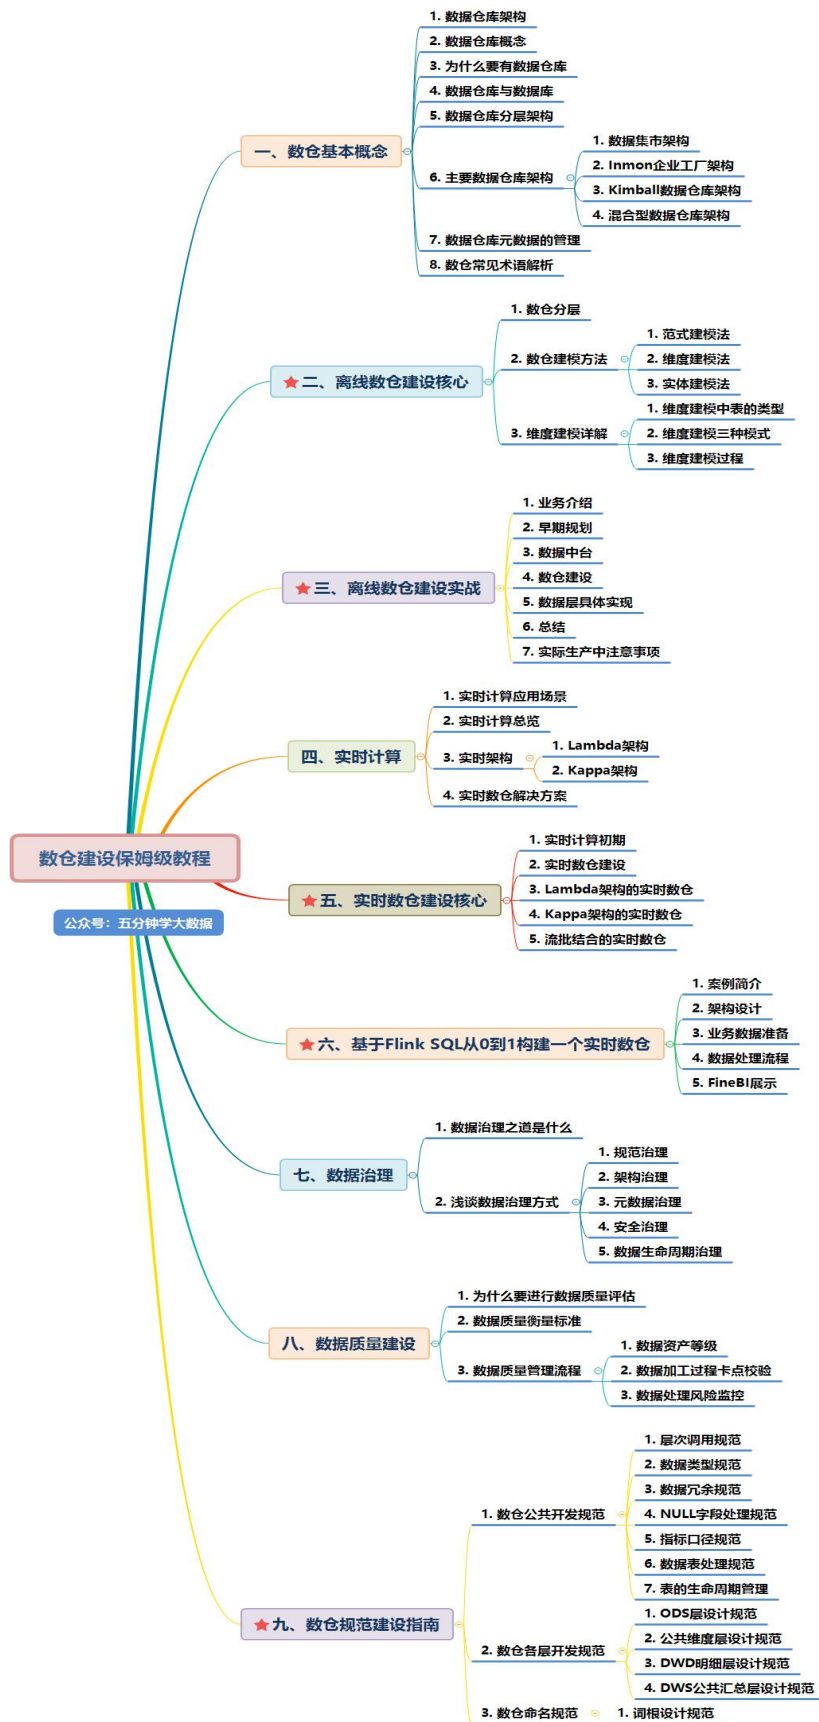 数仓建设保姆级教程
公众号：五分钟学大数据
一、数仓基本概念
1. 数据仓库架构
2. 数据仓库概念
3. 为什么要有数据仓库
4. 数据仓库与数据库
5. 数据仓库分层架构
6. 主要数据仓库架构
1. 数据集市架构
2. Inmon企业工厂架构
3. Kimball数据仓库架构
4. 混合型数据仓库架构
7. 数据仓库元数据的管理
8. 数仓常见术语解析
二、离线数仓建设核心
1. 数仓分层
2. 数仓建模方法
1. 范式建模法
2. 维度建模法
3. 实体建模法
3. 维度建模详解
1. 维度建模中表的类型
2. 维度建模三种模式
3. 维度建模过程
三、离线数仓建设实战
1. 业务介绍
2. 早期规划
3. 数据中台
4. 数仓建设
5. 数据层具体实现
6. 总结
7. 实际生产中注意事项
四、实时计算
1. 实时计算应用场景
2. 实时计算总览
3. 实时架构
1. Lambda架构
2. Kappa架构
4. 实时数仓解决方案
五、实时数仓建设核心
1. 实时计算初期
2. 实时数仓建设
3. Lambda架构的实时数仓
4. Kappa架构的实时数仓
5. 流批结合的实时数仓
六、基于Flink SQL从0到1构建一个实时数仓
1. 案例简介
2. 架构设计
3. 业务数据准备
4. 数据处理流程
5. FineBI展示
七、数据治理
1. 数据治理之道是什么
2. 浅谈数据治理方式
1. 规范治理
2. 架构治理
3. 元数据治理
4. 安全治理
5. 数据生命周期治理
八、数据质量建设
1. 为什么要进行数据质量评估
2. 数据质量衡量标准
3. 数据质量管理流程
1. 数据资产等级
2. 数据加工过程卡点校验
3. 数据处理风险监控
九、数仓规范建设指南
1. 数仓公共开发规范
1. 层次调用规范
2. 数据类型规范
3. 数据冗余规范
4. NULL字段处理规范
5. 指标口径规范
6. 数据表处理规范
7. 表的生命周期管理
2. 数仓各层开发规范
1. ODS层设计规范
2. 公共维度层设计规范
3. DWD明细层设计规范
4. DWS公共汇总层设计规范
3. 数仓命名规范
1. 词根设计规范